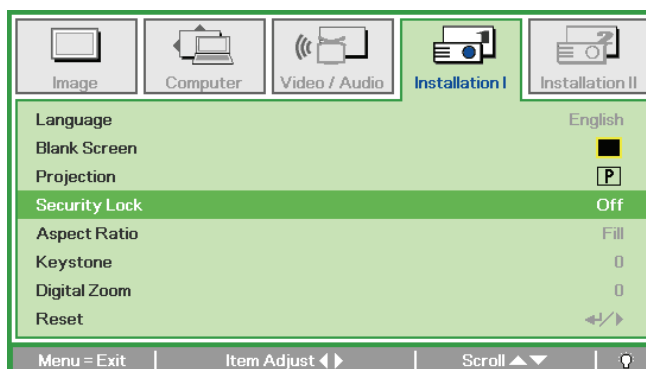 Image Computer Video / Audio Installation I Installation II
Language English
Blank Screen
Projection P
Security Lock Off
Aspect Ratio Fill
Keystone 0
Digital Zoom 0
Reset
Menu = Exit Item Adjust Scroll